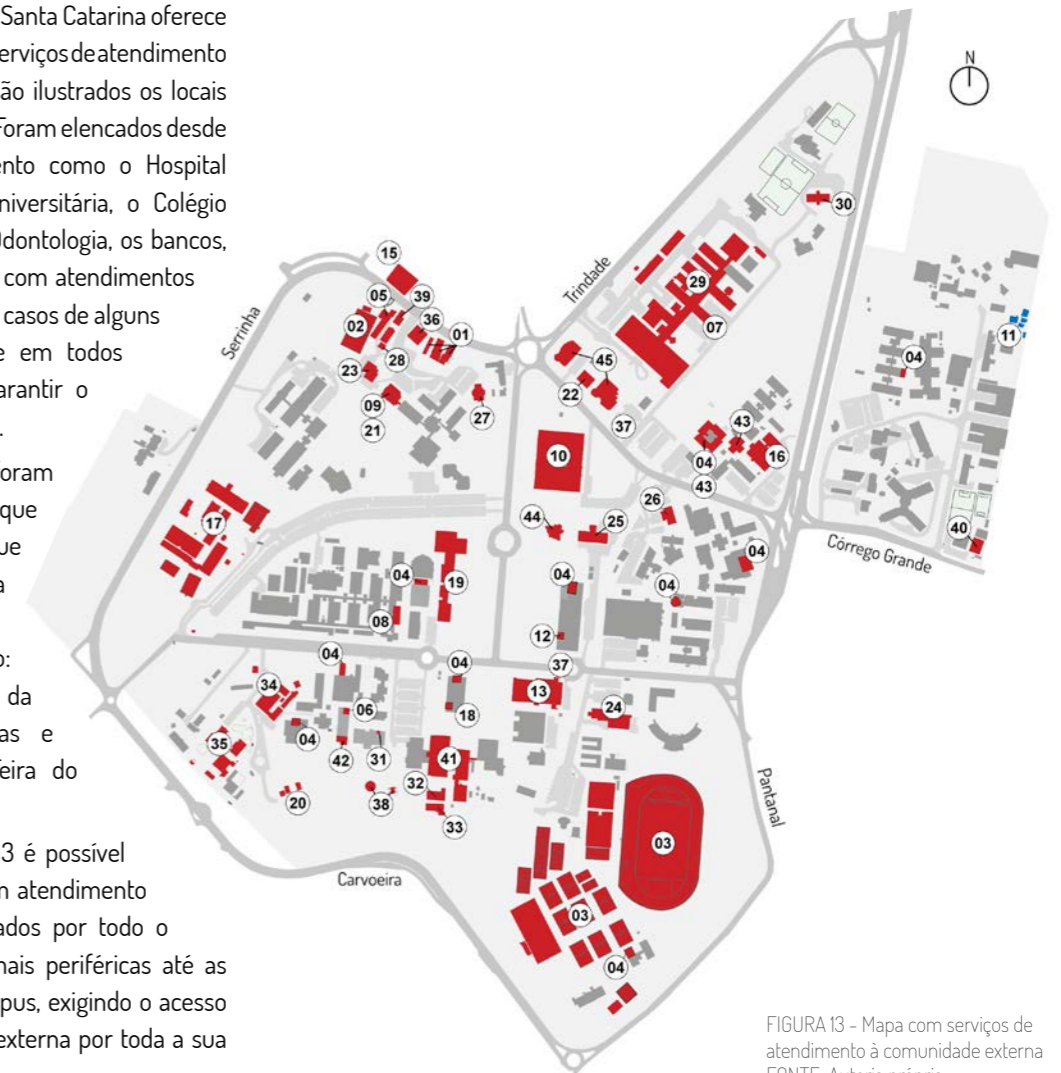 Santa Catarina oferece
erviços de atendimento
ão ilustrados os locais
Foram elencados desde
ento como o Hospital
niversitária, o Colégio
Odontologia, os bancos,
com atendimentos
casos de alguns
e em todos
arantir o
.
foram
que
ue
a
o:
da
as e
eira do
3 é possível
m atendimento
ados por todo o
nais periféricas até as
pus, exigindo o acesso
externa por toda a sua
N
30
Trindade
15
29
05
39
Serrinha
02
36
01
07
11
28
45
04
23
22
09
27
37
21
43
10
04
16
43
26
17
44
25
40
Córrego Grande
04
04
19
04
04
08
12
04
04
37
34
13
06
18
24
35
04
42
31
41
32
20
38
33
Pantanal
03
Carvoeira
03
04
FIGURA 13 - Mapa com serviços de
atendimento à comunidade externa